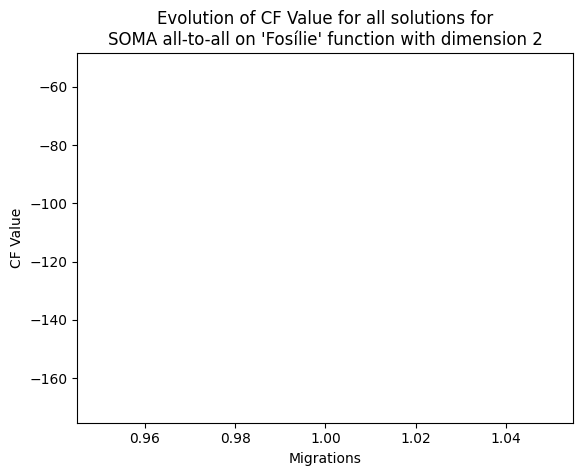 Evolution of CF Value for all solutions for
SOMA all-to-all on 'Fosílie' function with dimension 2
−60
−80
−100
−120
−140
−160
CF Value
0.96 0.98 1.00 1.02 1.04
Migrations